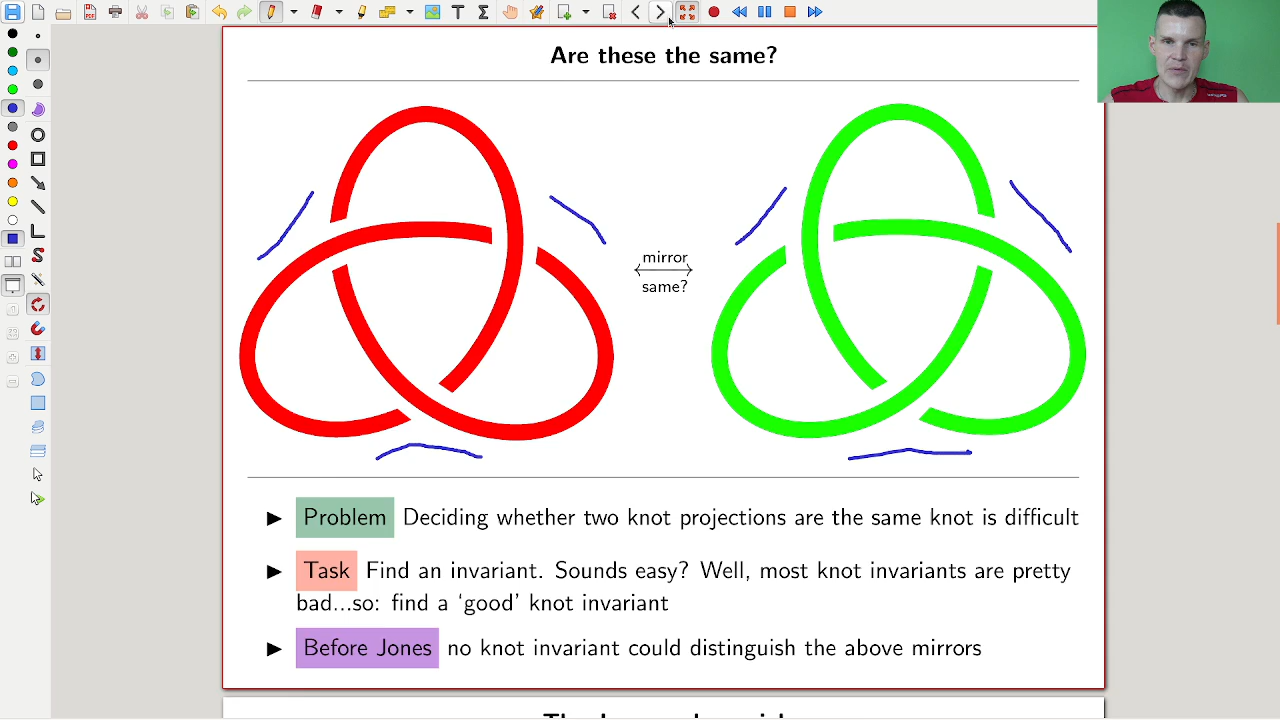 Are these the same?
mirror
same?
► Problem Deciding whether two knot projections are the same knot is difficult
► Task Find an invariant. Sounds easy? Well, most knot invariants are pretty
bad...so: find a ‘good’ knot invariant
► Before Jones no knot invariant could distinguish the above mirrors